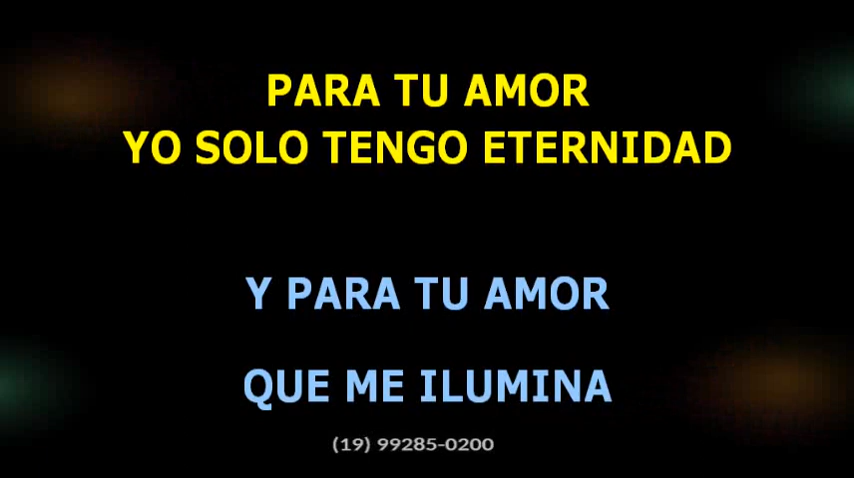 PARA TU AMOR
YO SOLO TENGO ETERNIDAD
Y PARA TU AMOR
QUE ME ILUMINA
(19) 99285-0200